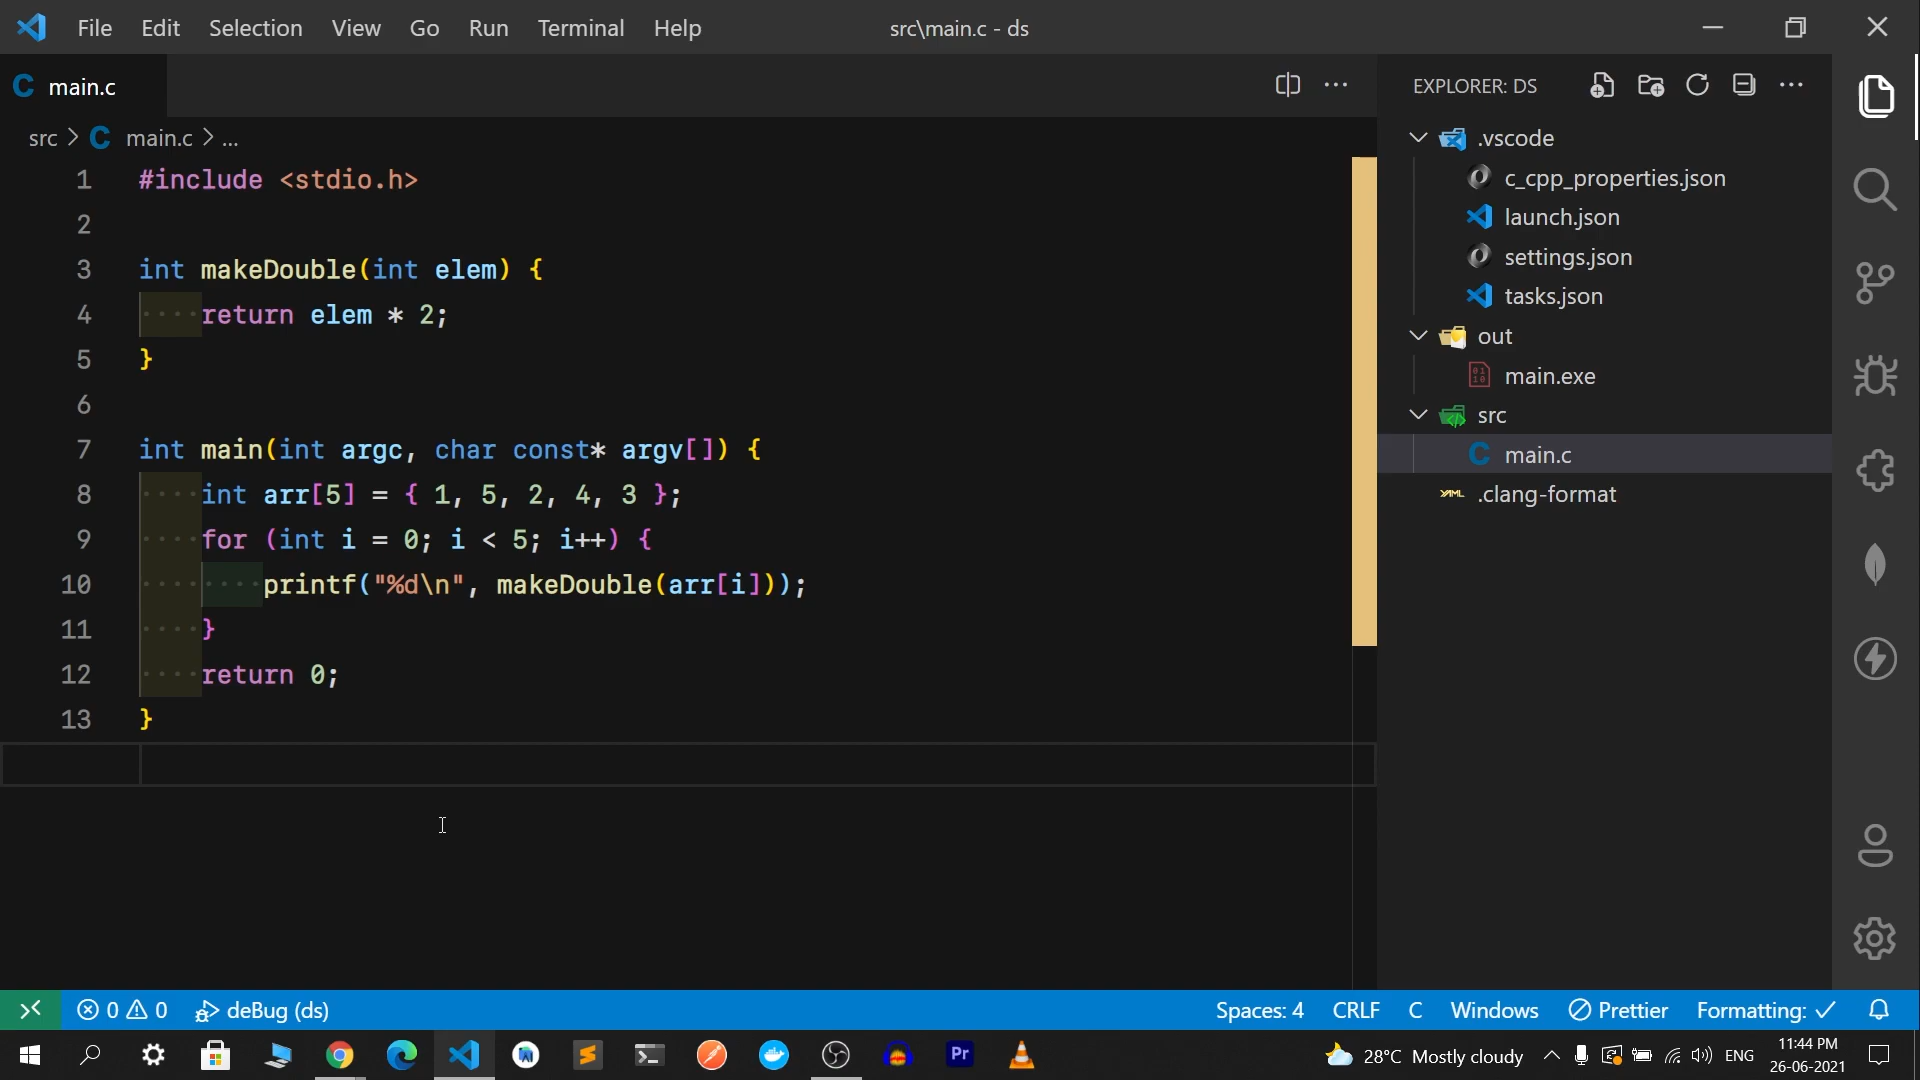 File Edit Selection View Go Run Terminal Help src\main.c - ds
main.c
src > main.c > ...
1 #include <stdio.h>
2
3 int makeDouble(int elem) {
4 ····return elem * 2;
5 }
6
7 int main(int argc, char const* argv[]) {
8 ····int arr[5] = { 1, 5, 2, 4, 3 };
9 ····for (int i = 0; i < 5; i++) {
10 ········printf("%d\n", makeDouble(arr[i]));
11 ····}
12 ····return 0;
13 }
EXPLORER: DS
.vscode
c_cpp_properties.json
launch.json
settings.json
tasks.json
out
main.exe
src
main.c
YAML .clang-format
0 0 deBug (ds) Spaces: 4 CRLF C Windows Prettier Formatting: ✓
Pr 28°C Mostly cloudy ENG 11:44 PM
26-06-2021